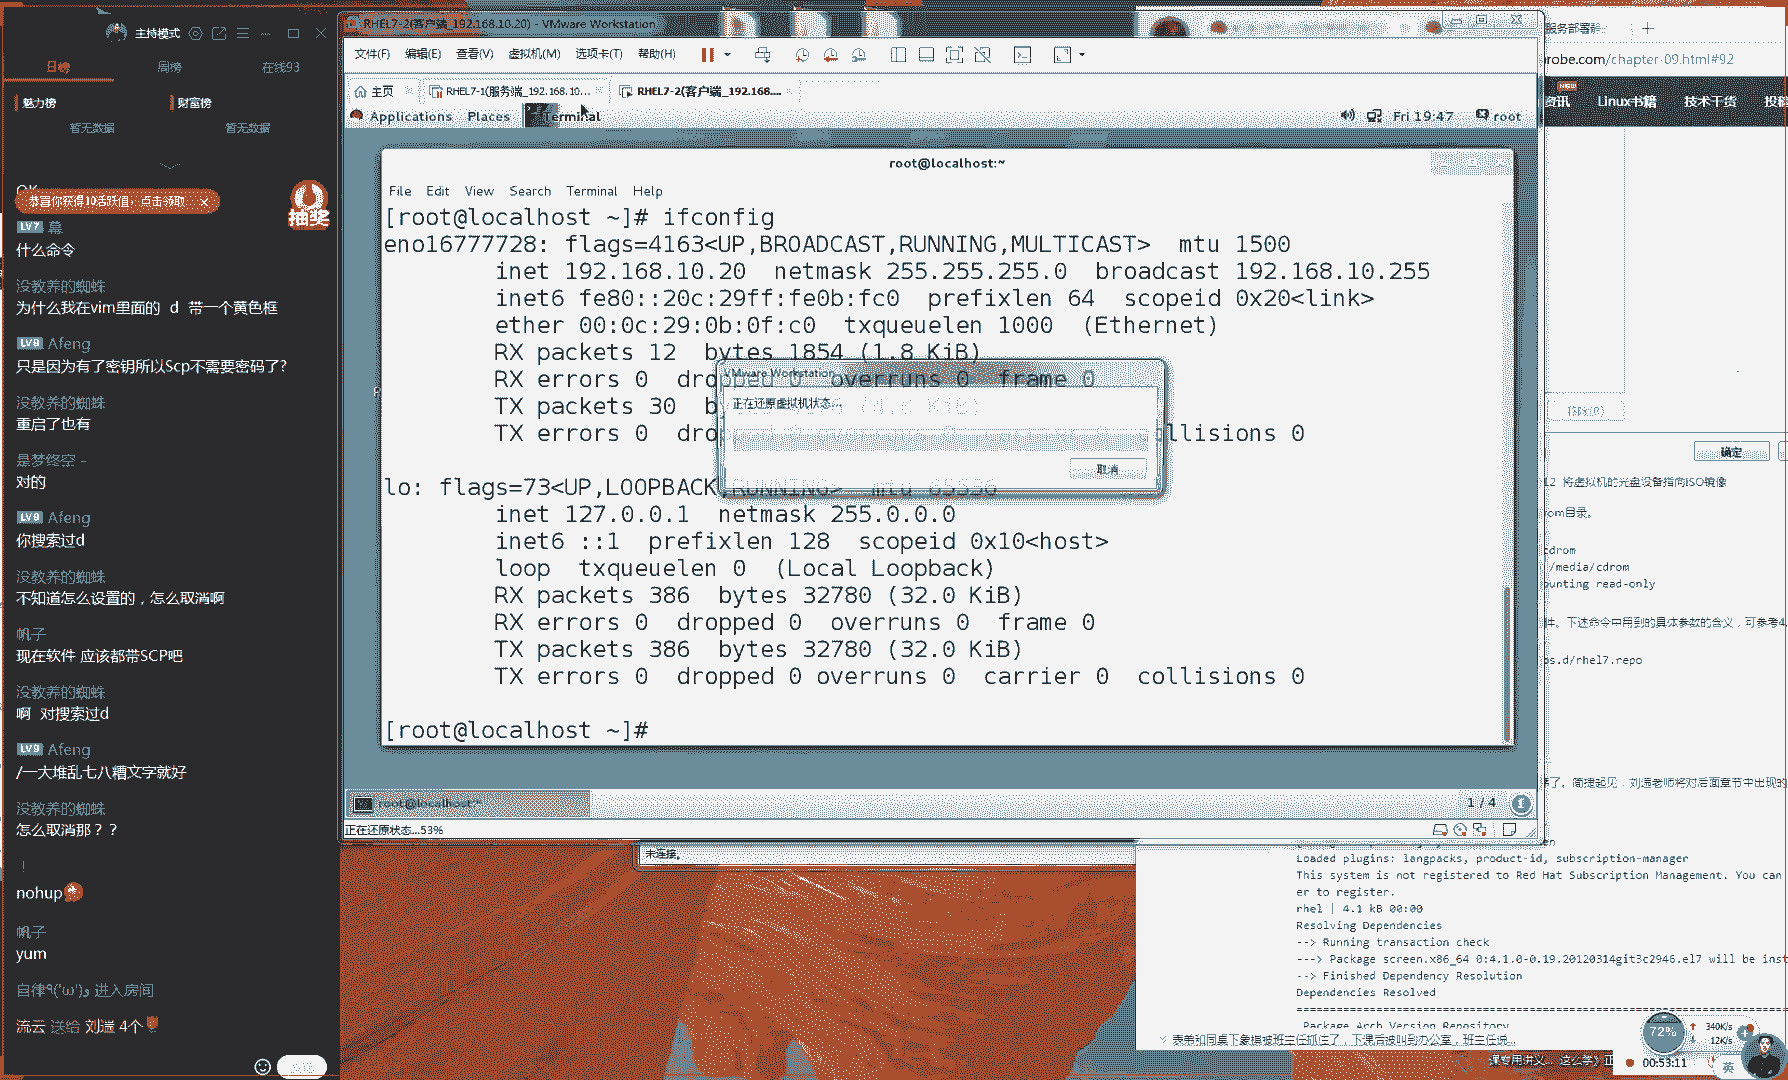 主持模式
日榜
周榜
在线93
魅力榜
财富榜
暂无数据
暂无数据
恭喜你获得10活跃值，点击领取
抽奖
LV7 幕
什么命令
没教养的蜘蛛
为什么我在vim里面的 d 带一个黄色框
LV9 Afeng
只是因为有了密钥所以Scp不需要密码了?
没教养的蜘蛛
重启了也有
是梦终空 -
对的
LV9 Afeng
你搜索过d
没教养的蜘蛛
不知道怎么设置的，怎么取消啊
帆子
现在软件 应该都带SCP吧
没教养的蜘蛛
啊 对搜索过d
LV9 Afeng
/一大堆乱七八糟文字就好
没教养的蜘蛛
怎么取消那？？
!
nohup
帆子
yum
进入房间
流云 送给 刘遄 4个
RHEL7-2(客户端_192.168.10.20) - VMware Workstation
文件(F) 编辑(E) 查看(V) 虚拟机(M) 选项卡(T) 帮助(H)
主页
RHEL7-1(服务端_192.168.10...
RHEL7-2(客户端_192.168....
Applications Places Terminal
Fri 19:47 root
root@localhost:~
File Edit View Search Terminal Help
[root@localhost ~]# ifconfig
eno16777728: flags=4163<UP,BROADCAST,RUNNING,MULTICAST>  mtu 1500
inet 192.168.10.20  netmask 255.255.255.0  broadcast 192.168.10.255
inet6 fe80::20c:29ff:fe0b:fc0  prefixlen 64  scopeid 0x20<link>
ether 00:0c:29:0b:0f:c0  txqueuelen 1000  (Ethernet)
RX packets 12  bytes 1854 (1.8 KiB)
RX errors 0  dropped 0  overruns 0  frame 0
TX packets 30
TX errors 0
collisions 0
VMware Workstation
正在还原虚拟机状态...
取消
lo: flags=73<UP,LOOPBACK,RUNNING>  mtu 65536
inet 127.0.0.1  netmask 255.0.0.0
inet6 ::1  prefixlen 128  scopeid 0x10<host>
loop  txqueuelen 0  (Local Loopback)
RX packets 386  bytes 32780 (32.0 KiB)
RX errors 0  dropped 0  overruns 0  frame 0
TX packets 386  bytes 32780 (32.0 KiB)
TX errors 0  dropped 0 overruns 0  carrier 0  collisions 0
[root@localhost ~]#
root@localhost:~
1 / 4
正在还原状态...53%
未连接。
服务部署静
robe.com/chapter-09.html#92
资讯 Linux书籍 技术干货 投稿
NEW
确定
12 将虚拟机的光盘设备指向ISO镜像
rom目录。
cdrom
/media/cdrom
ounting read-only
件。下述命令中用到的具体参数的含义，可参考4.
os.d/rhel7.repo
了。简捷起见，刘遄老师将对后面章节中出现的
Loaded plugins: langpacks, product-id, subscription-manager
This system is not registered to Red Hat Subscription Management. You can
er to register.
rhel | 4.1 kB 00:00
Resolving Dependencies
--> Running transaction check
---> Package screen.x86_64 0:4.1.0-0.19.20120314git3c2946.el7 will be inst
--> Finished Dependency Resolution
Dependencies Resolved
Package Arch Version Repository
表弟和同桌下象棋被班主任抓住了，下课后被叫到办公室，班主任说...
72%
340K/s
12K/s
00:53:11
英